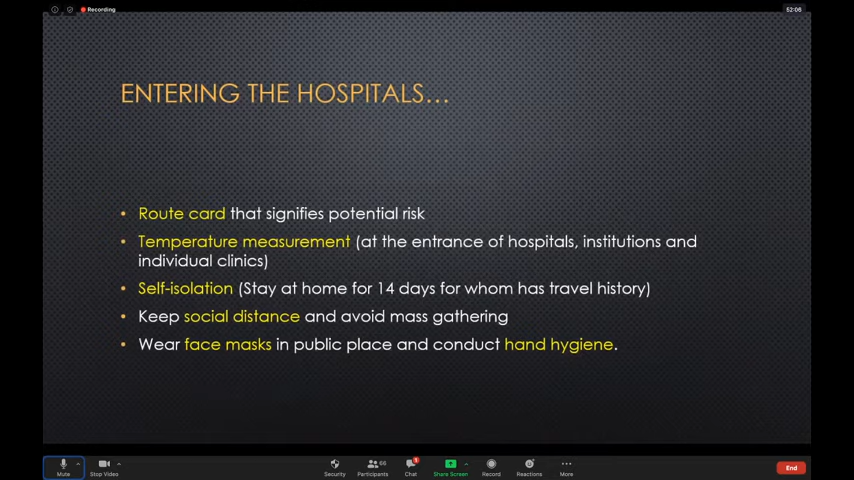 Recording
52:06
ENTERING THE HOSPITALS…
• Route card that signifies potential risk
• Temperature measurement (at the entrance of hospitals, institutions and
individual clinics)
• Self-isolation (Stay at home for 14 days for whom has travel history)
• Keep social distance and avoid mass gathering
• Wear face masks in public place and conduct hand hygiene.
Mute
Stop Video
Security
Participants
66
Chat
1
Share Screen
Record
Reactions
More
End